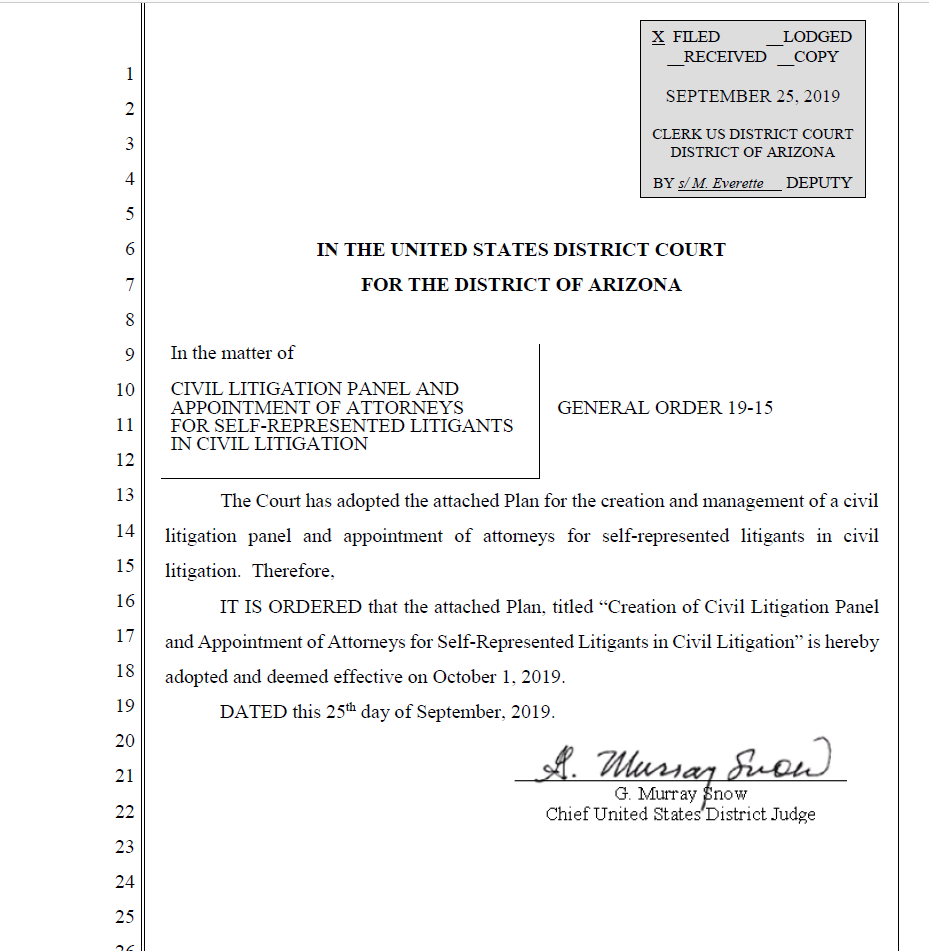 X FILED __LODGED
__RECEIVED __COPY
SEPTEMBER 25, 2019
CLERK US DISTRICT COURT
DISTRICT OF ARIZONA
BY s/ M. Everette DEPUTY
1
2
3
4
5
6
7
8
9
10
11
12
13
14
15
16
17
18
19
20
21
22
23
24
25
26
IN THE UNITED STATES DISTRICT COURT
FOR THE DISTRICT OF ARIZONA
In the matter of
CIVIL LITIGATION PANEL AND
APPOINTMENT OF ATTORNEYS
FOR SELF-REPRESENTED LITIGANTS
IN CIVIL LITIGATION
GENERAL ORDER 19-15
The Court has adopted the attached Plan for the creation and management of a civil
litigation panel and appointment of attorneys for self-represented litigants in civil
litigation. Therefore,
IT IS ORDERED that the attached Plan, titled “Creation of Civil Litigation Panel
and Appointment of Attorneys for Self-Represented Litigants in Civil Litigation” is hereby
adopted and deemed effective on October 1, 2019.
DATED this 25th day of September, 2019.
G. Murray Snow
G. Murray Snow
Chief United States District Judge